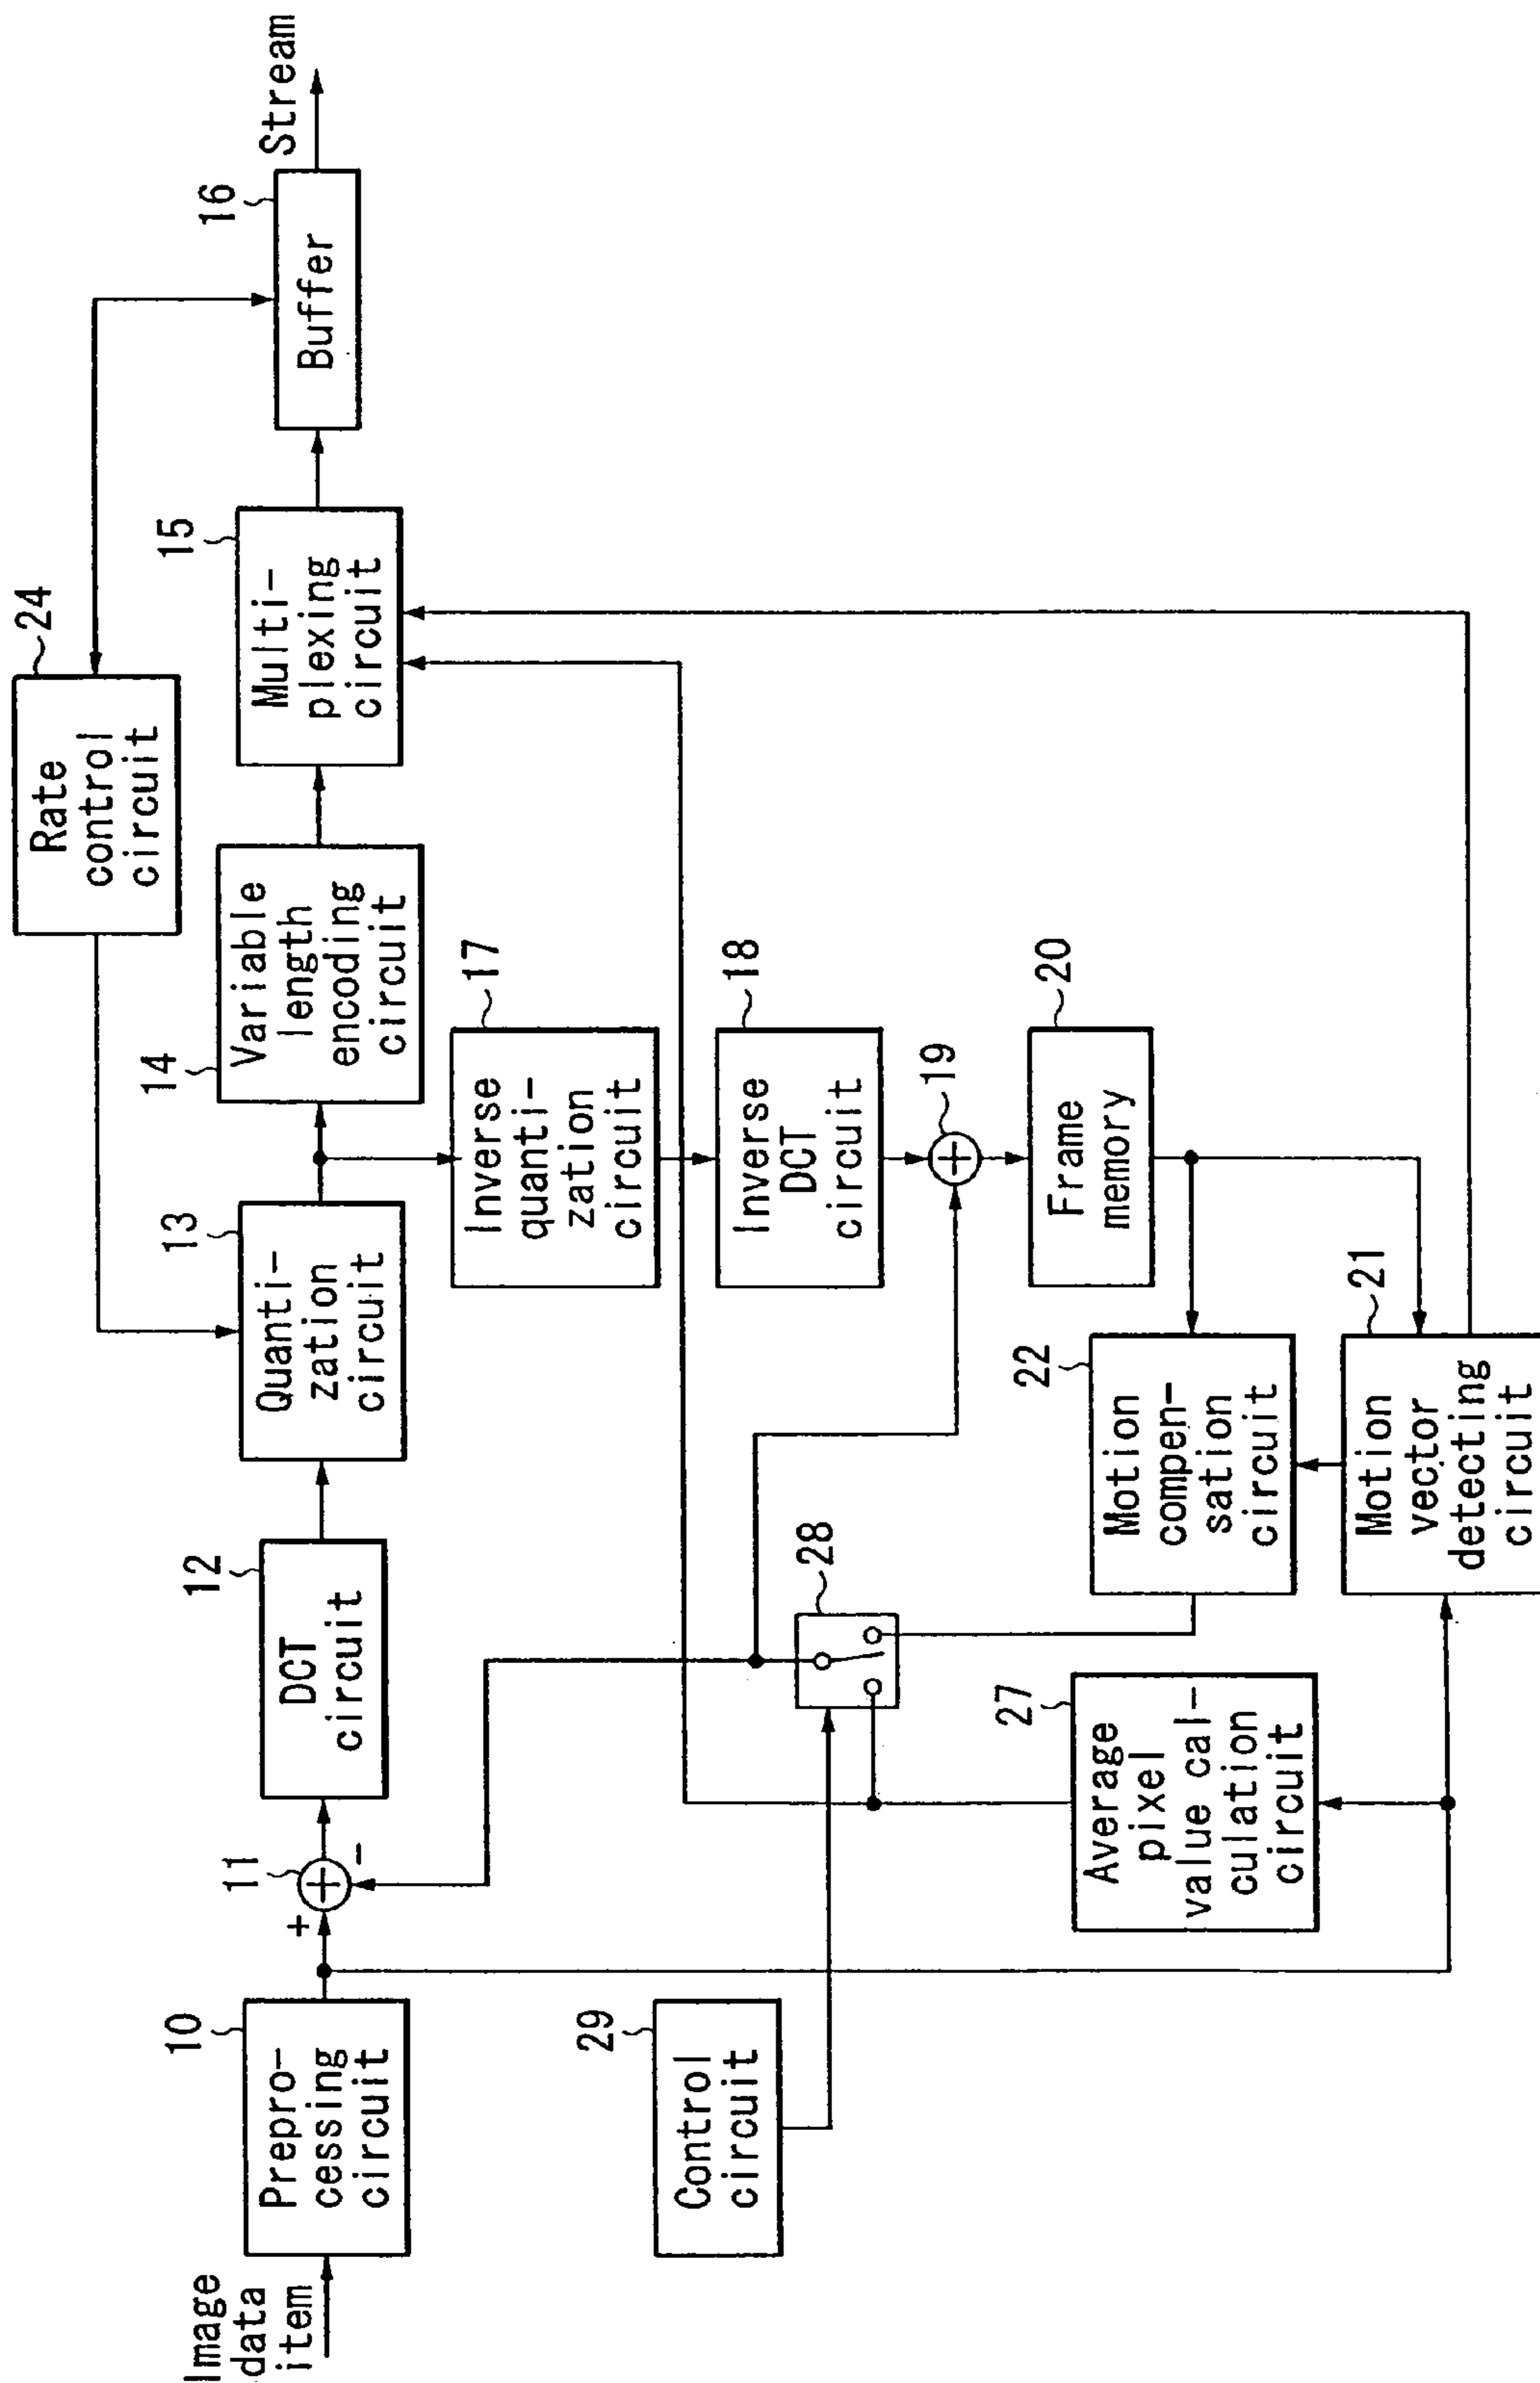 Image
data
item
10
Prepro-
cessing
circuit
+
11
-
12
DCT
circuit
13
Quanti-
zation
circuit
14
Variable
length
encoding
circuit
24
Rate
control
circuit
15
Multi-
plexing
circuit
16
Buffer
Stream
17
Inverse
quanti-
zation
circuit
18
Inverse
DCT
circuit
19
20
Frame
memory
29
Control
circuit
28
27
Average
pixel
value cal-
culation
circuit
22
Motion
compen-
sation
circuit
21
Motion
vector
detecting
circuit